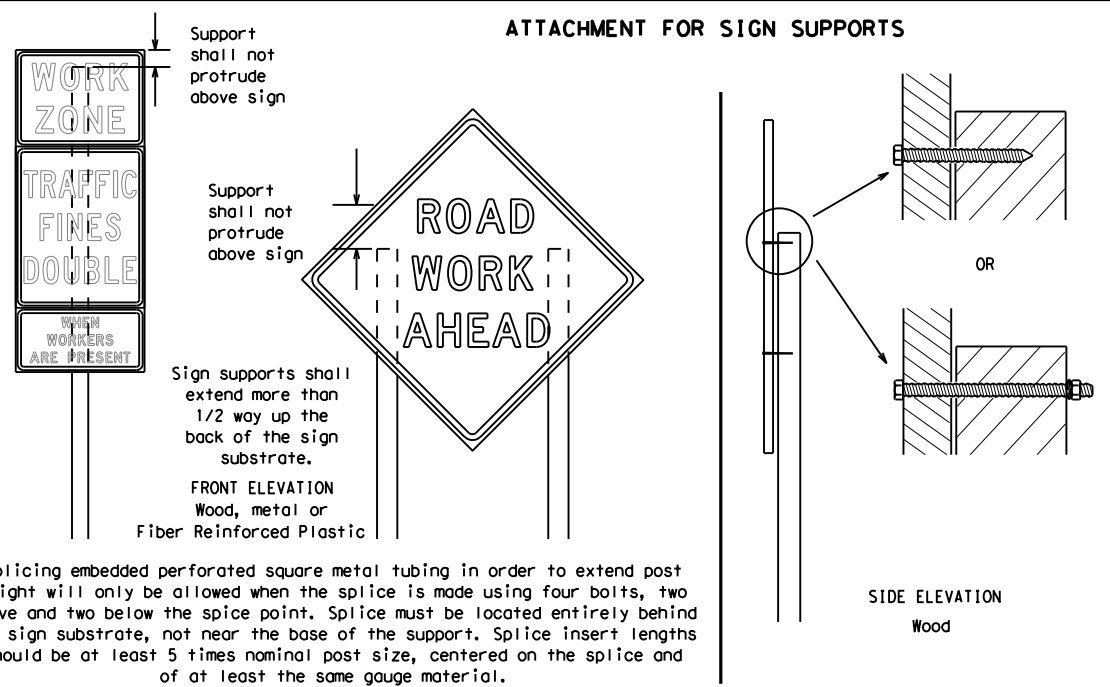 ATTACHMENT FOR SIGN SUPPORTS
WORK
ZONE
TRAFFIC
FINES
DOUBLE
WHEN
WORKERS
ARE PRESENT
Support
shall not
protrude
above sign
Support
shall not
protrude
above sign
ROAD
WORK
AHEAD
Sign supports shall
extend more than
1/2 way up the
back of the sign
substrate.
FRONT ELEVATION
Wood, metal or
Fiber Reinforced Plastic
OR
SIDE ELEVATION
Wood
plicing embedded perforated square metal tubing in order to extend post
ight will only be allowed when the splice is made using four bolts, two
ve and two below the spice point. Splice must be located entirely behind
sign substrate, not near the base of the support. Splice insert lengths
hould be at least 5 times nominal post size, centered on the splice and
of at least the same gauge material.